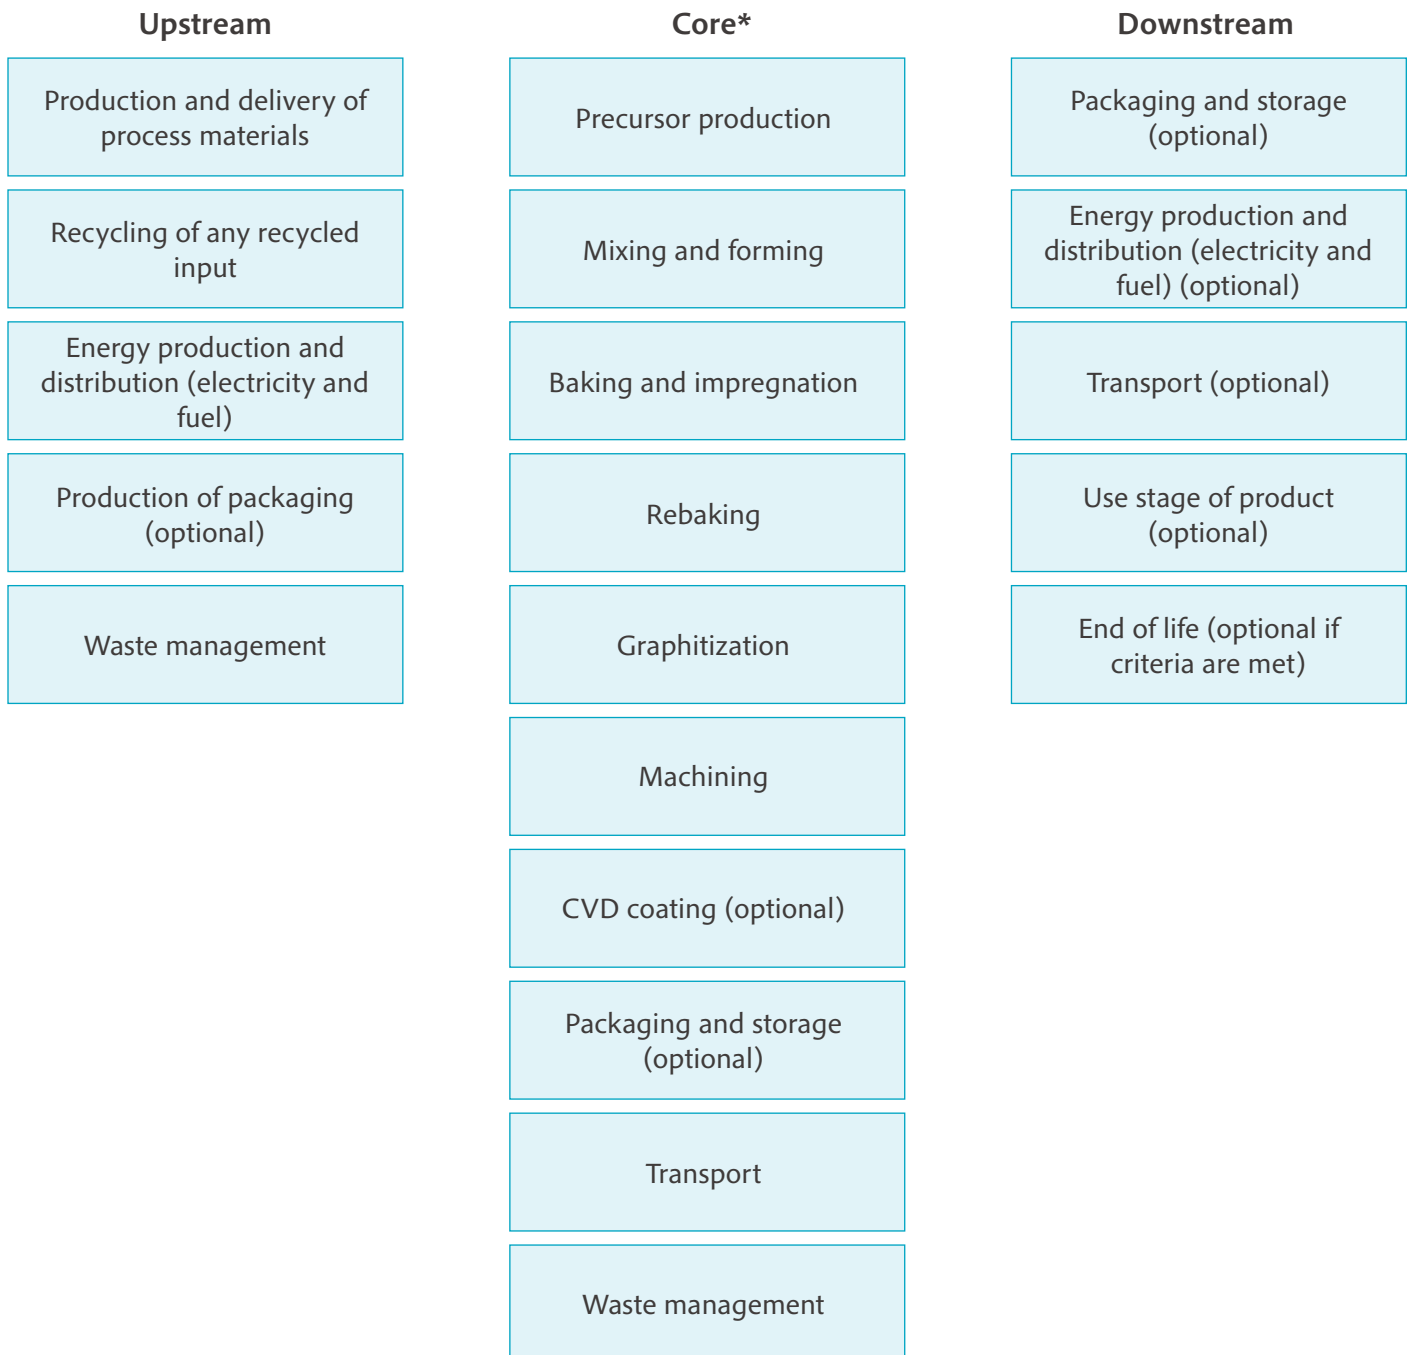 Upstream
Production and delivery of
process materials
Recycling of any recycled
input
Energy production and
distribution (electricity and
fuel)
Production of packaging
(optional)
Waste management
Core*
Precursor production
Mixing and forming
Baking and impregnation
Rebaking
Graphitization
Machining
CVD coating (optional)
Packaging and storage
(optional)
Transport
Waste management
Downstream
Packaging and storage
(optional)
Energy production and
distribution (electricity and
fuel) (optional)
Transport (optional)
Use stage of product
(optional)
End of life (optional if
criteria are met)